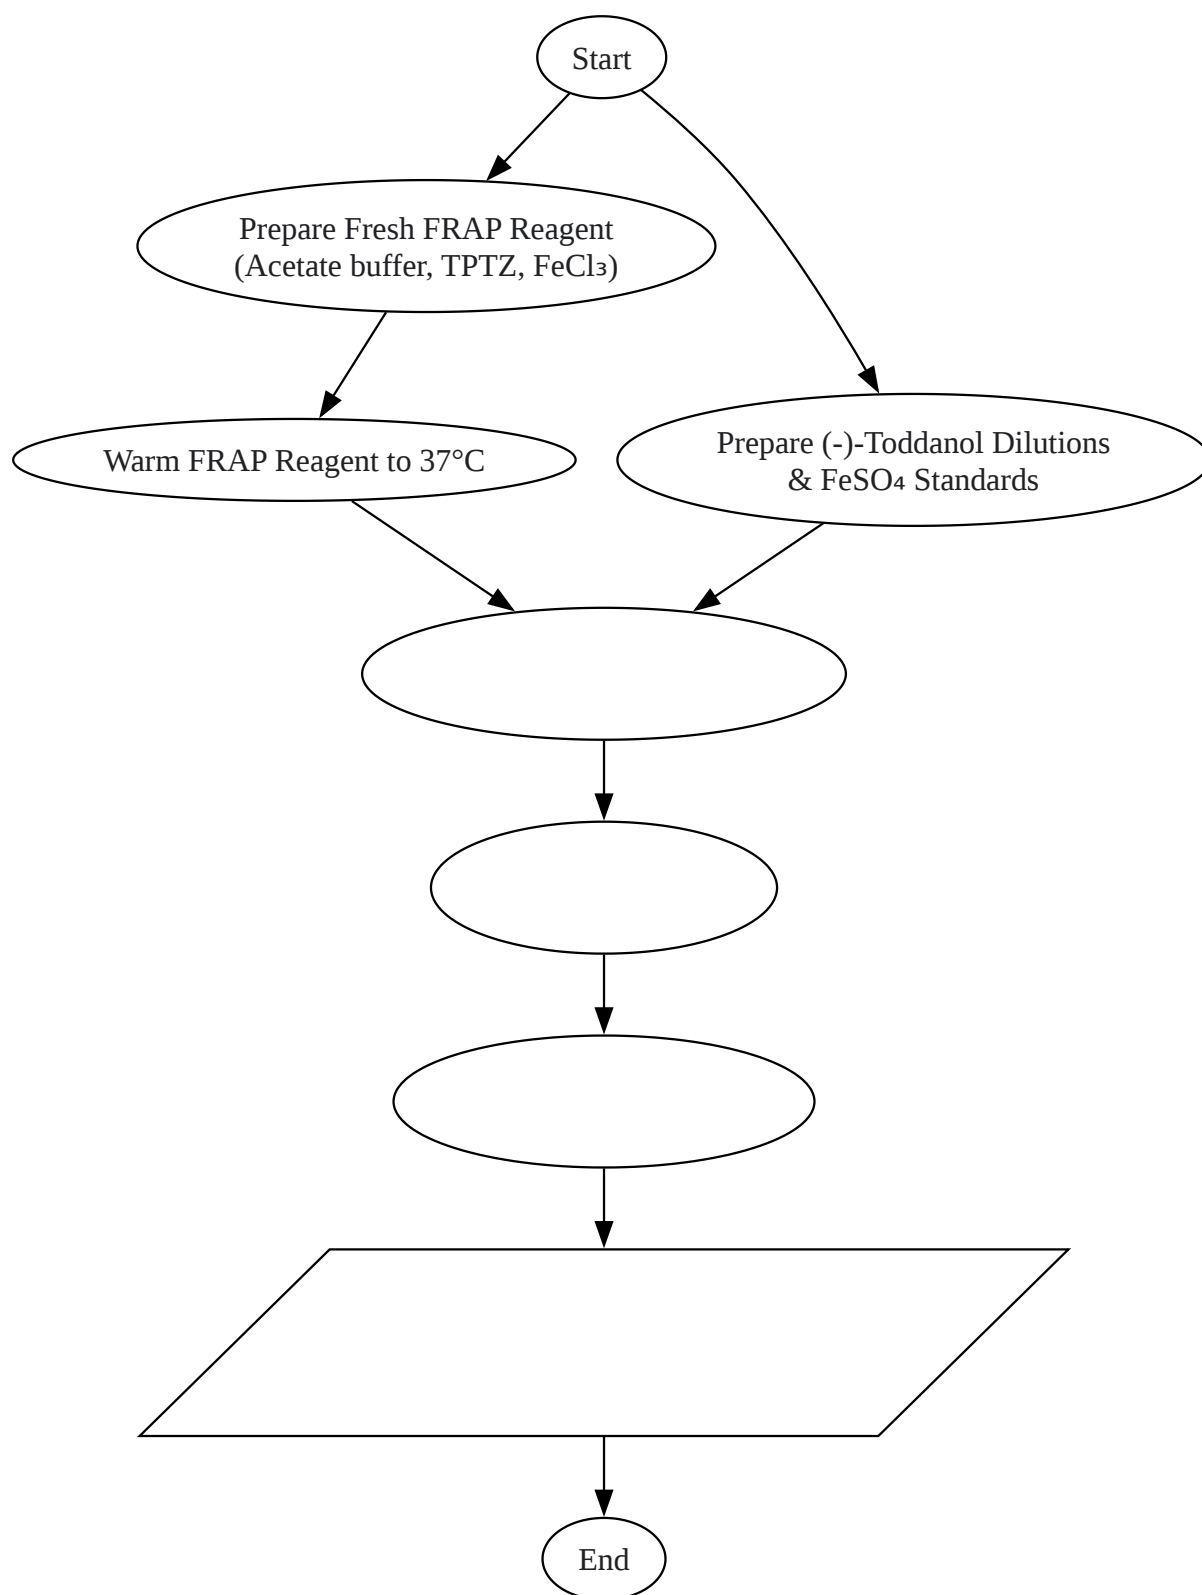 Start
Prepare Fresh FRAP Reagent
(Acetate buffer, TPTZ, FeCl₃)
Warm FRAP Reagent to 37°C
Prepare (-)-Toddanol Dilutions
& FeSO₄ Standards
End